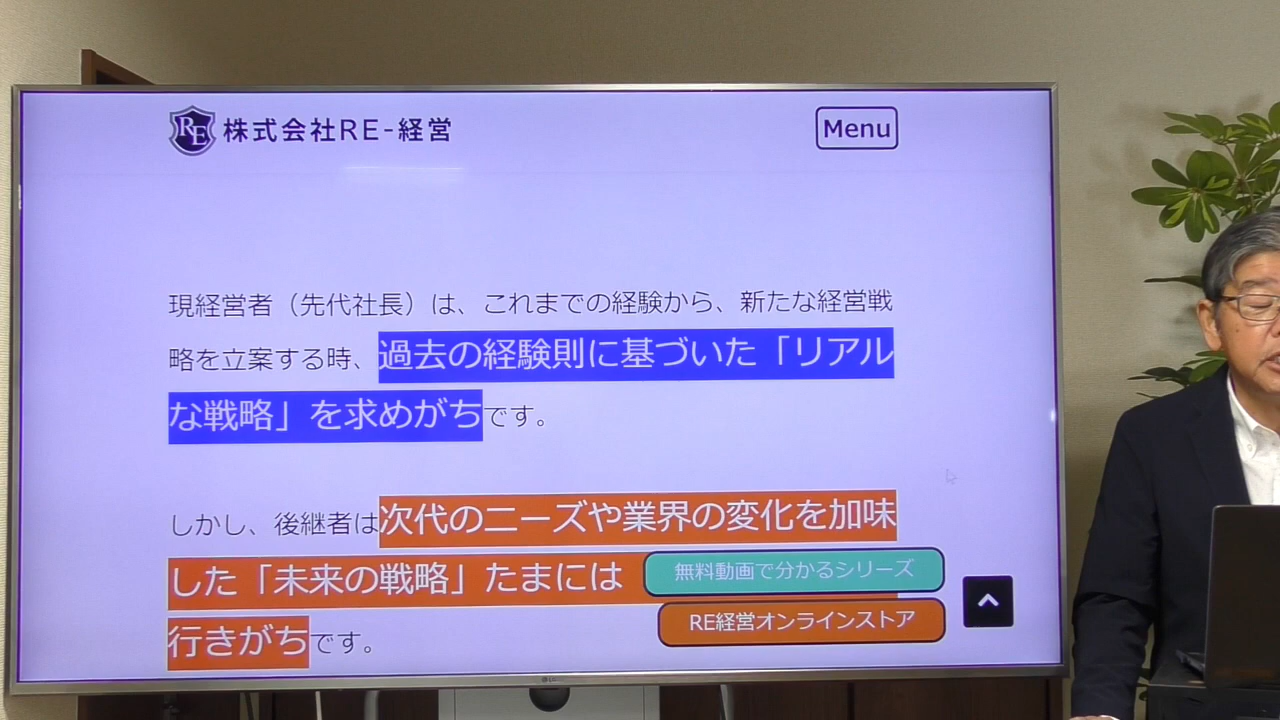 RE 株式会社RE-経営
Menu
現経営者（先代社長）は、これまでの経験から、新たな経営戦
略を立案する時、過去の経験則に基づいた「リアル
な戦略」を求めがちです。
しかし、後継者は次代のニーズや業界の変化を加味
した「未来の戦略」たまには
無料動画で分かるシリーズ
RE経営オンラインストア
行きがちです。
LG